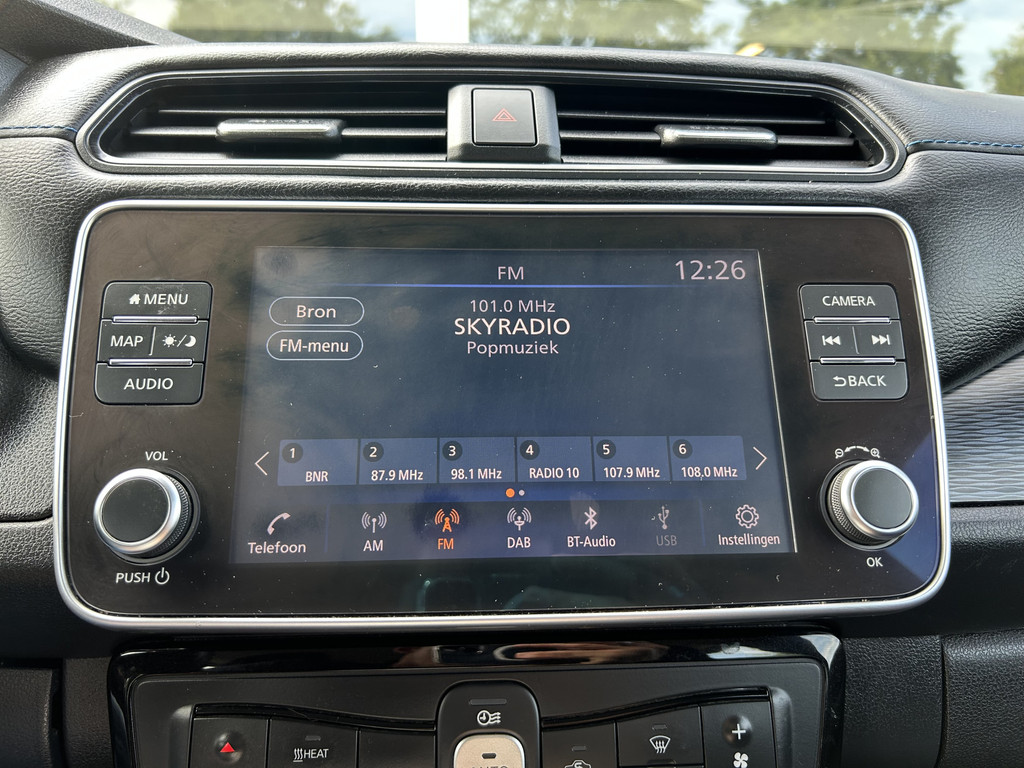 FM 12:26
Bron
101.0 MHz
SKYRADIO
FM-menu
Popmuziek
1 2 3 4 5 6
BNR 87.9 MHz 98.1 MHz RADIO 10 107.9 MHz 108.0 MHz
Telefoon AM FM DAB BT-Audio USB Instellingen
MENU
MAP
AUDIO
VOL
PUSH
CAMERA
BACK
OK
HEAT
AUTO